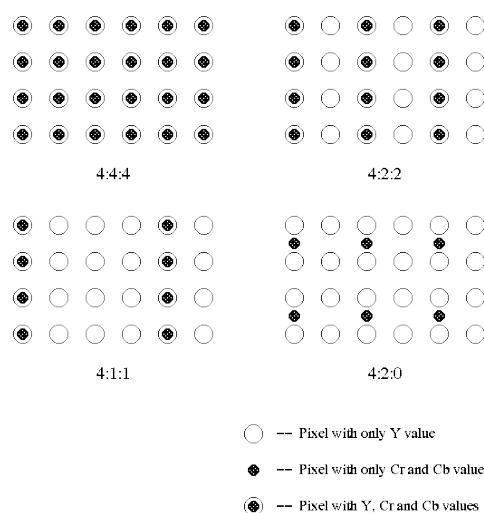 4:4:4
4:2:2
4:1:1
4:2:0
-- Pixel with only Y value
-- Pixel with only Cr and Cb value
-- Pixel with Y, Cr and Cb values